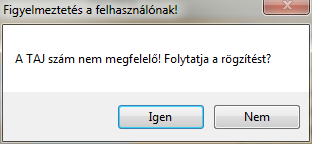 Figyelmeztetés a felhasználónak!
A TAJ szám nem megfelelő! Folytatja a rögzítést?
Igen
Nem